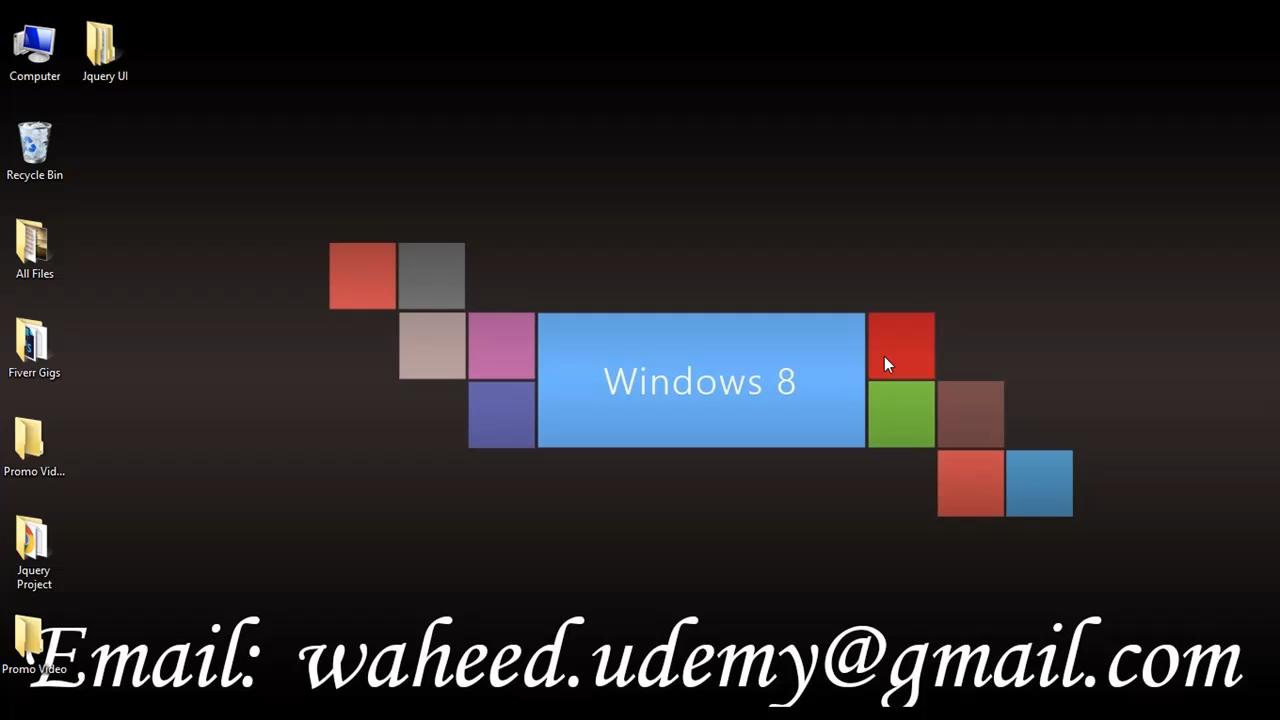 Computer
Jquery UI
Recycle Bin
All Files
Fiverr Gigs
Promo Vid...
Jquery
Project
Promo Video
Windows 8
Email: waheed.udemy@gmail.com